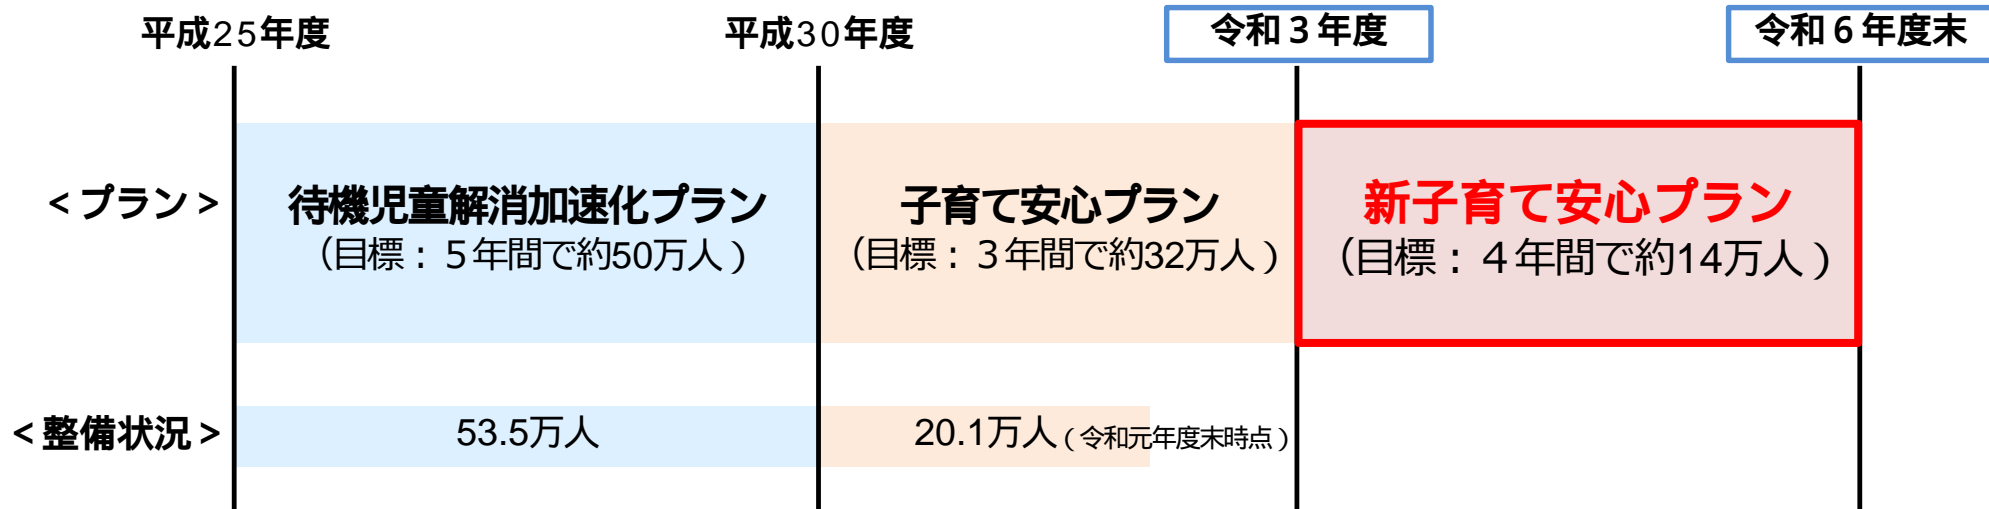 平成25年度
平成30年度
令和３年度
令和６年度末
＜プラン＞
待機児童解消加速化プラン
（目標：５年間で約50万人）
子育て安心プラン
（目標：３年間で約32万人）
新子育て安心プラン
（目標：４年間で約14万人）
＜整備状況＞
53.5万人
20.1万人（令和元年度末時点）